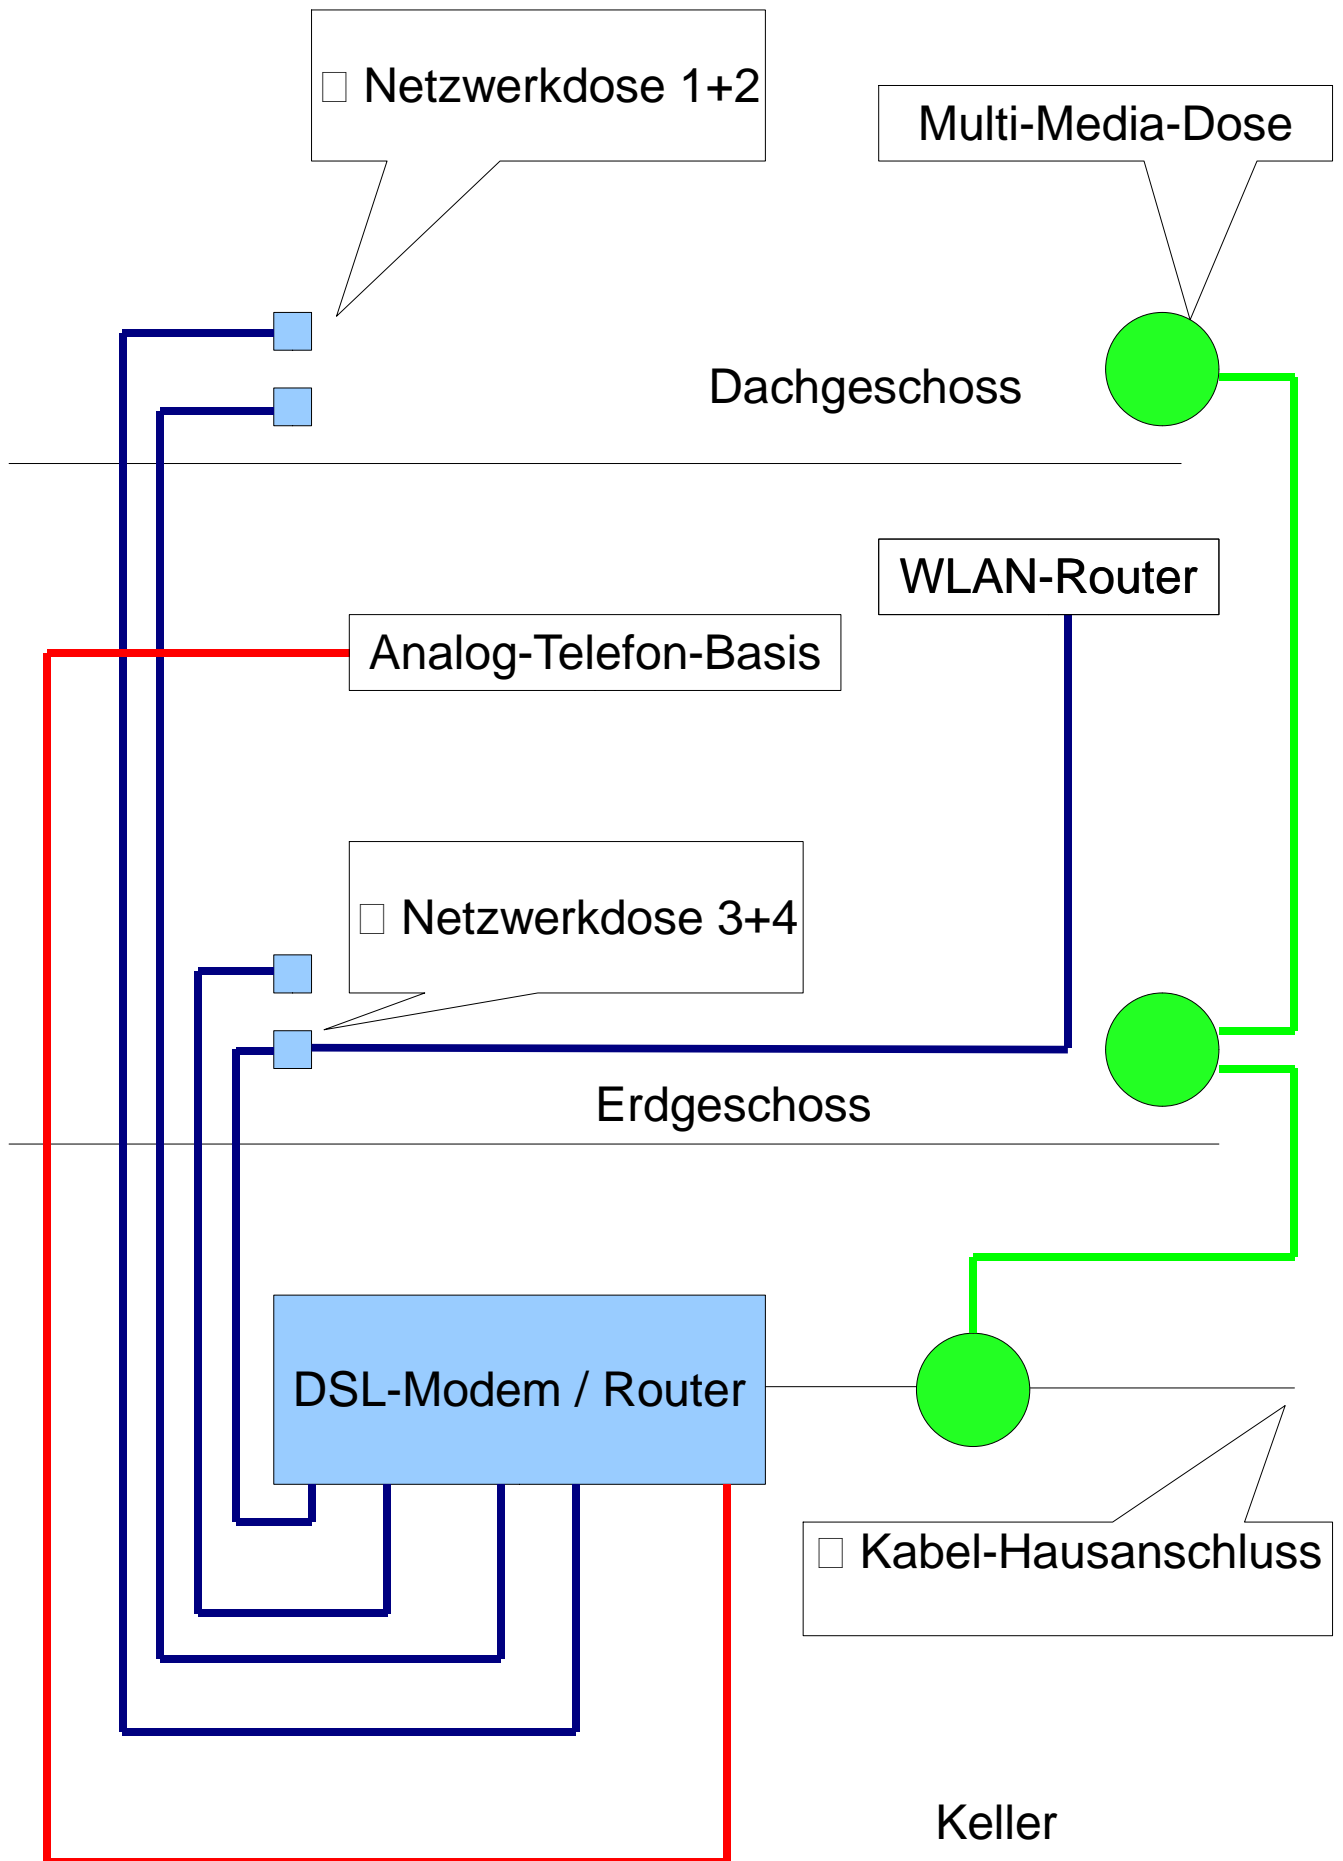 Netzwerkdose 1+2
Multi-Media-Dose
Dachgeschoss
WLAN-Router
Analog-Telefon-Basis
Netzwerkdose 3+4
Erdgeschoss
DSL-Modem / Router
Kabel-Hausanschluss
Keller